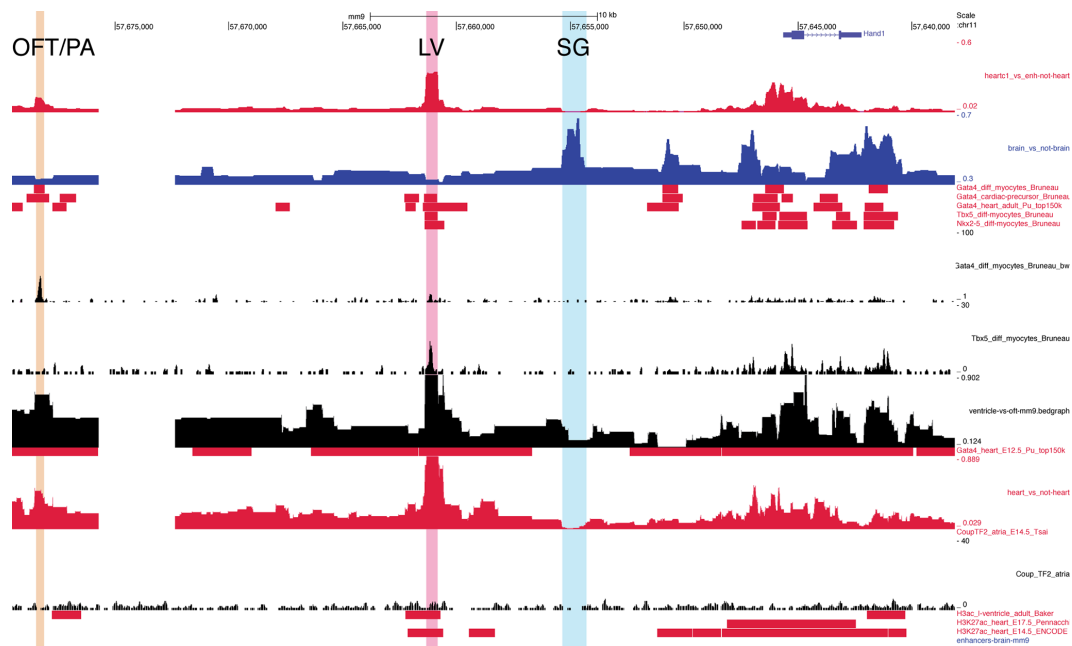 mm9 10 kb Scale
57,675,000 57,670,000 57,665,000 57,660,000 57,655,000 57,650,000 57,645,000 57,640,000 :chr11
OFT/PA LV SG Hand1
- 0.6
heartc1_vs_enh-not-heart
_ 0.02
- 0.7
brain_vs_not-brain
_ 0.3
Gata4_diff_myocytes_Bruneau
Gata4_cardiac-precursor_Bruneau
Gata4_heart_adult_Pu_top150k
Tbx5_diff-myocytes_Bruneau
Nkx2-5_diff-myocytes_Bruneau
- 100
Gata4_diff_myocytes_Bruneau_bw
_ 1
- 30
Tbx5_diff_myocytes_Bruneau
_ 0
- 0.902
ventricle-vs-oft-mm9.bedgraph
_ 0.124
Gata4_heart_E12.5_Pu_top150k
- 0.889
heart_vs_not-heart
_ 0.029
CoupTF2_atria_E14.5_Tsai
- 40
Coup_TF2_atria
_ 0
H3ac_l-ventricle_adult_Baker
H3K27ac_heart_E17.5_Pennacch
H3K27ac_heart_E14.5_ENCODE
enhancers-brain-mm9